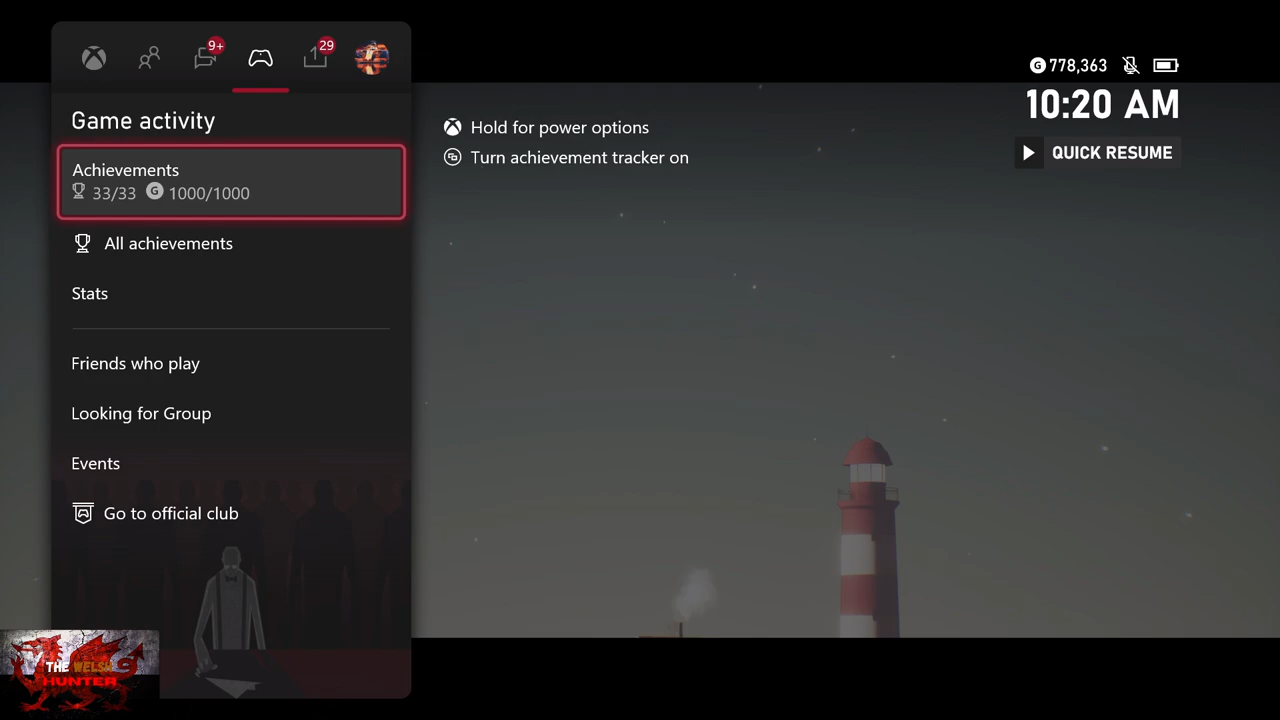 9+
29
Game activity
Achievements
33/33 G 1000/1000
All achievements
Stats
Friends who play
Looking for Group
Events
Go to official club
Hold for power options
Turn achievement tracker on
G 778,363
10:20 AM
QUICK RESUME
THE WELSH
HUNTER